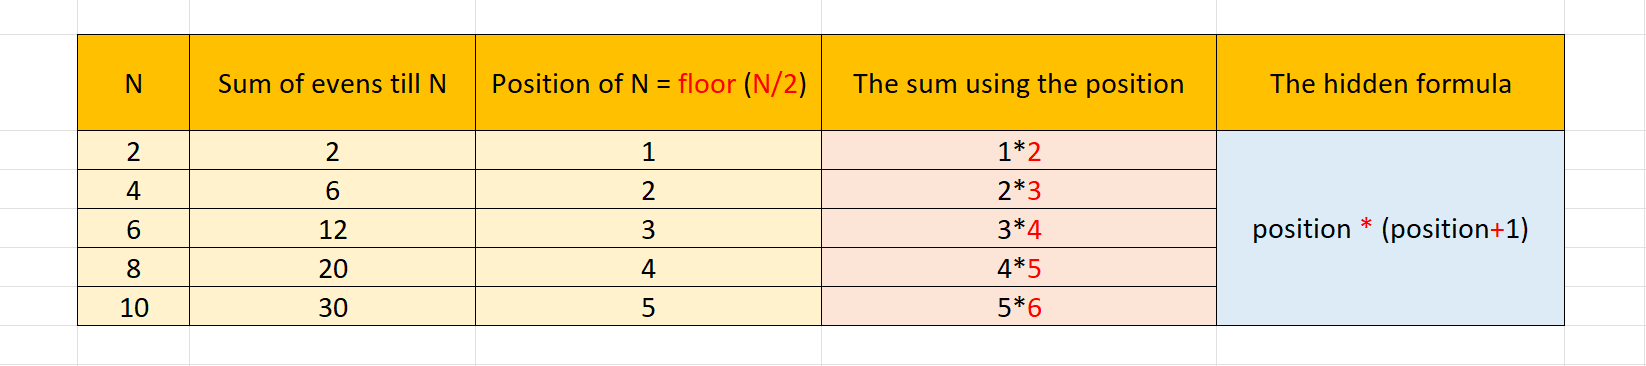 N Sum of evens till N Position of N = floor (N/2) The sum using the position The hidden formula
2 2 1 1*2
4 6 2 2*3
6 12 3 3*4 position * (position+1)
8 20 4 4*5
10 30 5 5*6